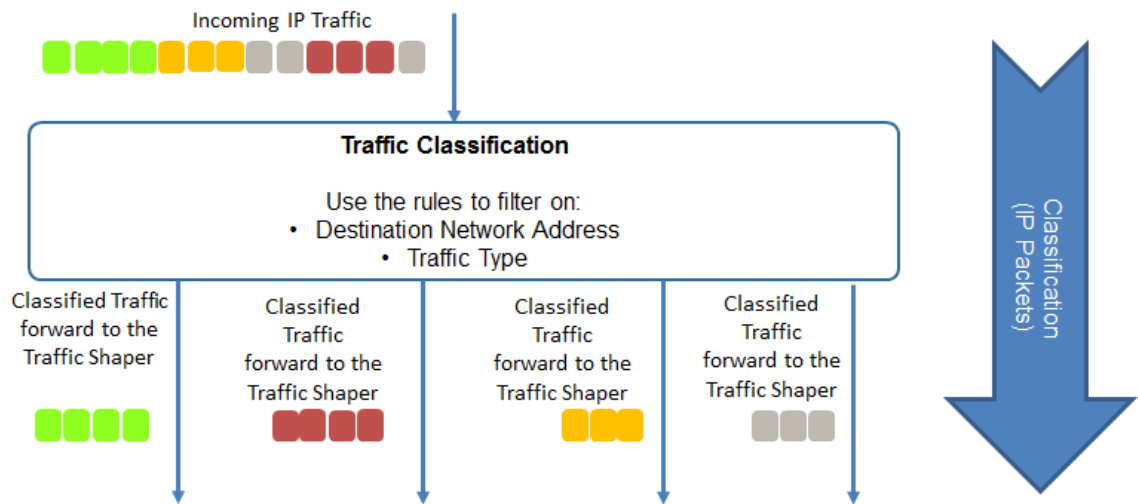 Incoming IP Traffic
Traffic Classification
Use the rules to filter on:
• Destination Network Address
• Traffic Type
Classified Traffic
forward to the
Traffic Shaper
Classified
Traffic
forward to the
Traffic Shaper
Classified
Traffic
forward to the
Traffic Shaper
Classified
Traffic
forward to the
Traffic Shaper
Classification
(IP Packets)